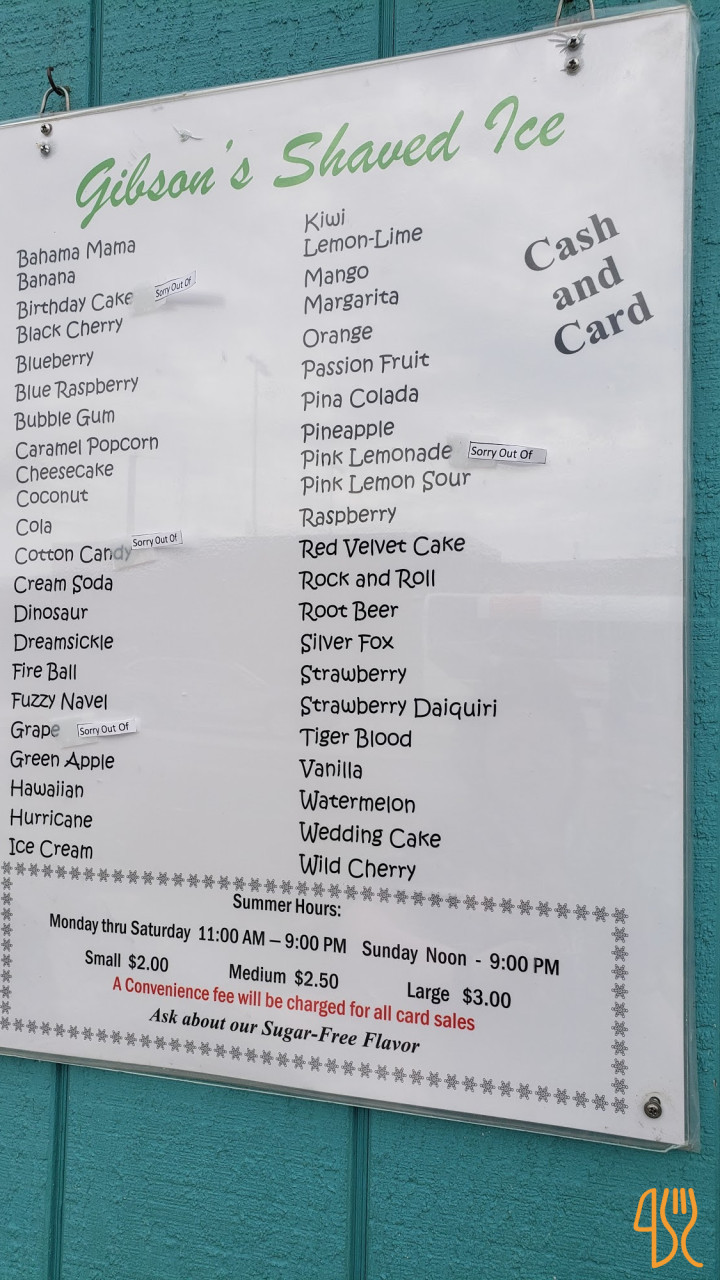 Gibson's Shaved Ice
Cash
and
Card
Bahama Mama
Banana
Birthday Cake Sorry Out Of
Black Cherry
Blueberry
Blue Raspberry
Bubble Gum
Caramel Popcorn
Cheesecake
Coconut
Cola
Cotton Candy Sorry Out Of
Cream Soda
Dinosaur
Dreamsickle
Fire Ball
Fuzzy Navel
Grape Sorry Out Of
Green Apple
Hawaiian
Hurricane
Ice Cream
Kiwi
Lemon-Lime
Mango
Margarita
Orange
Passion Fruit
Pina Colada
Pineapple
Pink Lemonade Sorry Out Of
Pink Lemon Sour
Raspberry
Red Velvet Cake
Rock and Roll
Root Beer
Silver Fox
Strawberry
Strawberry Daiquiri
Tiger Blood
Vanilla
Watermelon
Wedding Cake
Wild Cherry
Summer Hours:
Monday thru Saturday 11:00 AM – 9:00 PM Sunday Noon - 9:00 PM
Small $2.00 Medium $2.50 Large $3.00
A Convenience fee will be charged for all card sales
Ask about our Sugar-Free Flavor